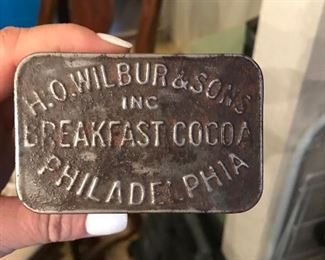 H.O. WILBUR & SONS
INC
BREAKFAST COCOA
PHILADELPHIA